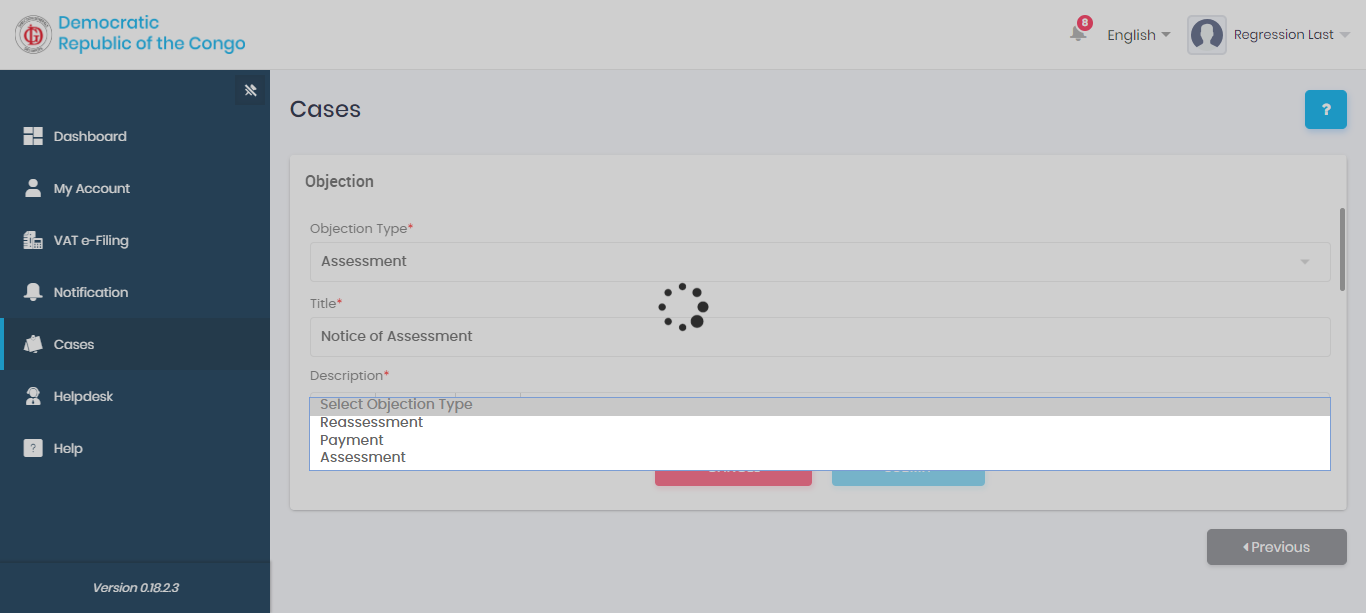 Democratic
Republic of the Congo
8
English
Regression Last
Dashboard
My Account
VAT e-Filing
Notification
Cases
Helpdesk
?
Help
Version 0.18.2.3
Cases
?
Objection
Objection Type*
Assessment
Title*
Notice of Assessment
Description*
Select Objection Type
Reassessment
Payment
Assessment
Previous